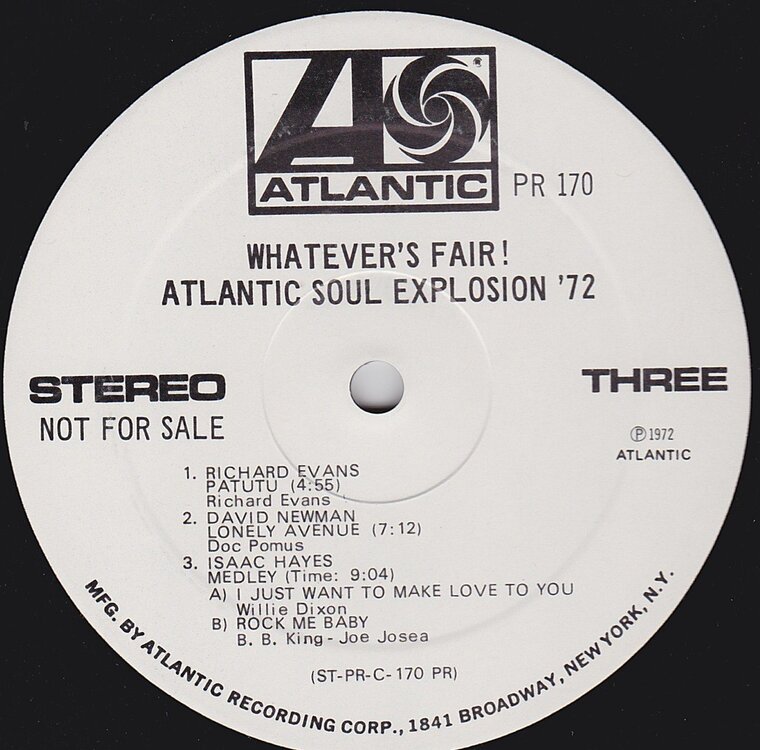 ATLANTIC
PR 170
WHATEVER'S FAIR!
ATLANTIC SOUL EXPLOSION '72
STEREO
THREE
NOT FOR SALE
Ⓟ 1972
ATLANTIC
1. RICHARD EVANS
PATUTU (4:55)
Richard Evans
2. DAVID NEWMAN
LONELY AVENUE (7:12)
Doc Pomus
3. ISAAC HAYES
MEDLEY (Time: 9:04)
A) I JUST WANT TO MAKE LOVE TO YOU
Willie Dixon
B) ROCK ME BABY
B. B. King - Joe Josea
(ST-PR-C-170 PR)
MFG. BY ATLANTIC RECORDING CORP., 1841 BROADWAY, NEW YORK, N.Y.